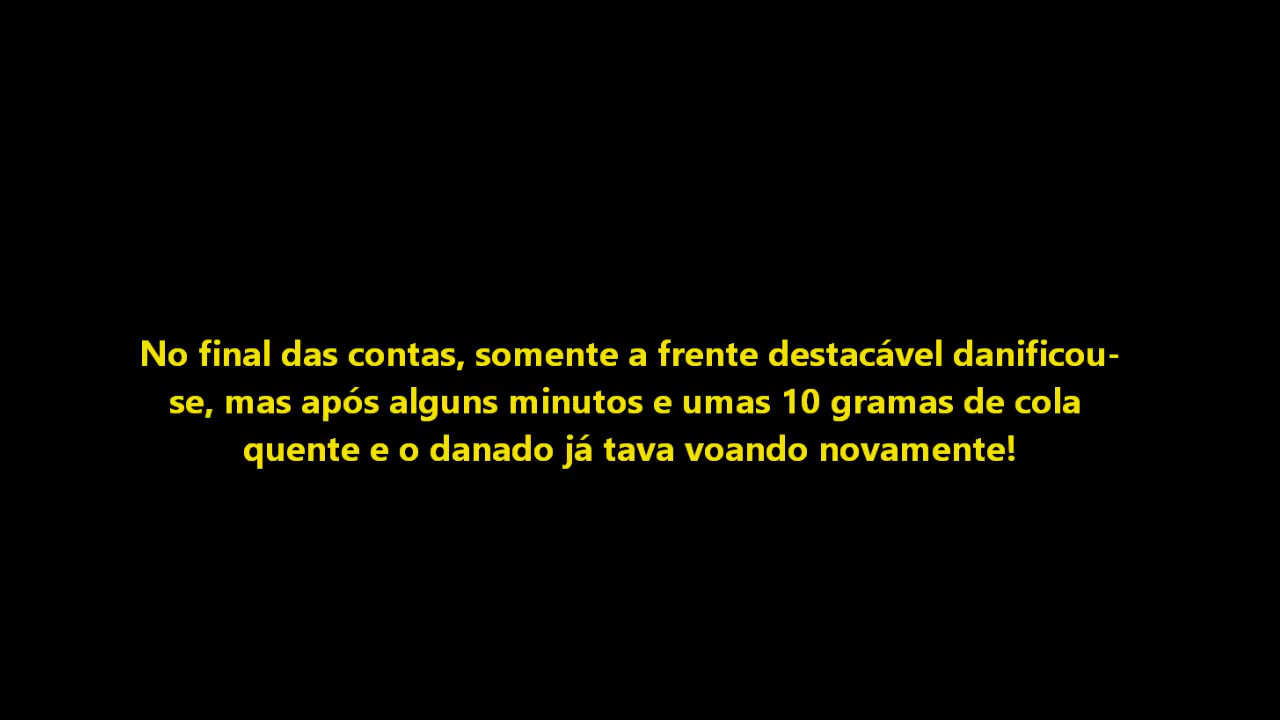 No final das contas, somente a frente destacável danificou-
se, mas após alguns minutos e umas 10 gramas de cola
quente e o danado já tava voando novamente!